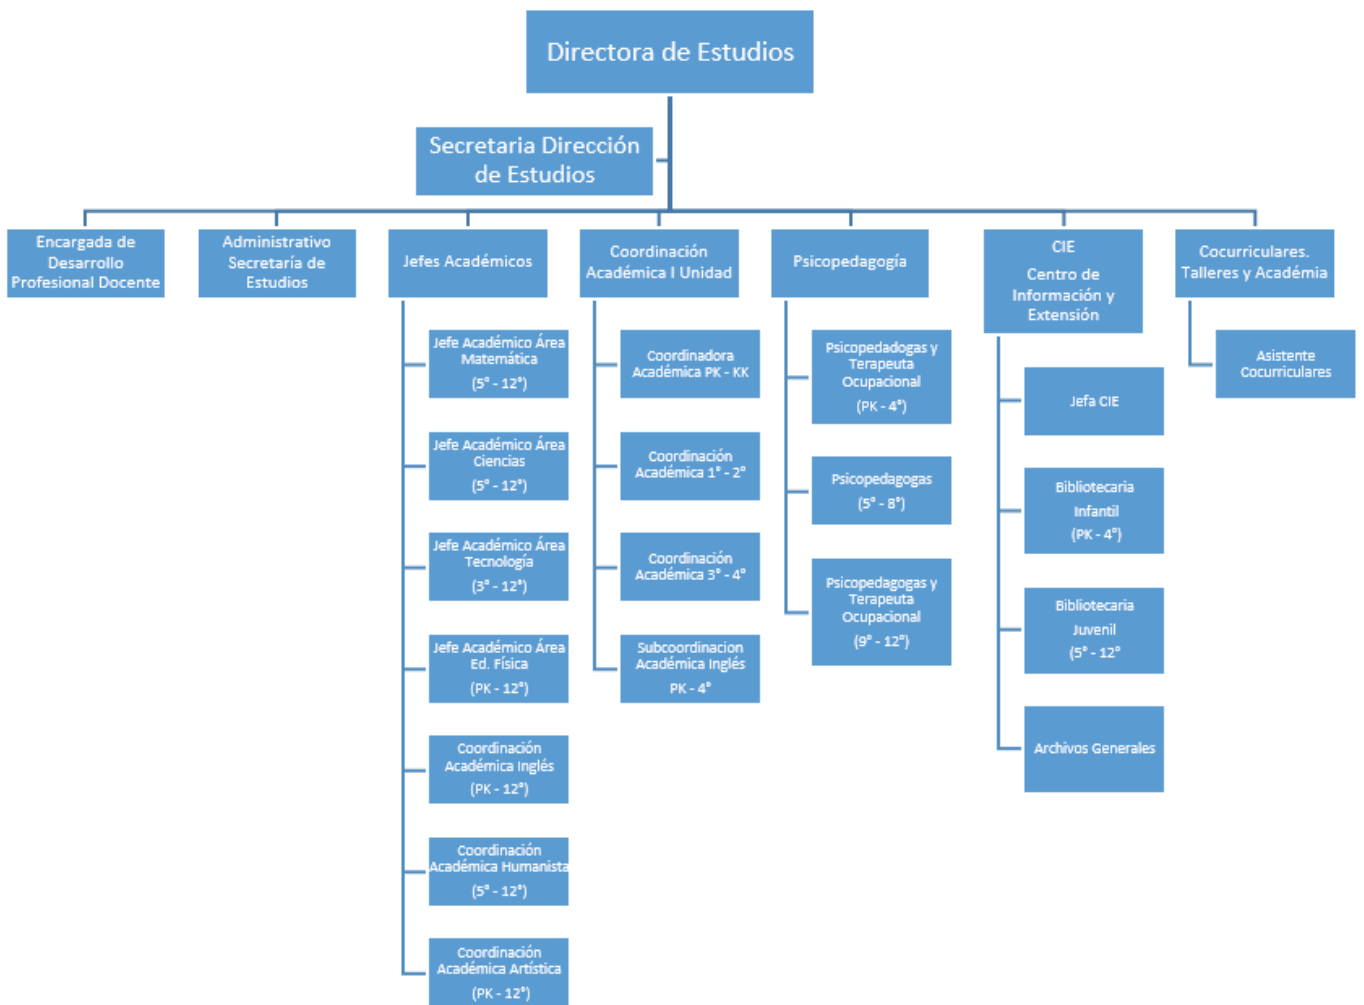 Directora de Estudios
Secretaria Dirección
de Estudios
Encargada de
Desarrollo
Profesional Docente
Administrativo
Secretaría de
Estudios
Jefes Académicos
Coordinación
Académica I Unidad
Psicopedagogía
CIE
Centro de
Información y
Extensión
Cocurriculares.
Talleres y Académia
Jefe Académico Área
Matemática
(5° - 12°)
Jefe Académico Área
Ciencias
(5° - 12°)
Jefe Académico Área
Tecnología
(3° - 12°)
Jefe Académico Área
Ed. Física
(PK - 12°)
Coordinación
Académica Inglés
(PK - 12°)
Coordinación
Académica Humanista
(5° - 12°)
Coordinación
Académica Artística
(PK - 12°)
Coordinadora
Académica PK - KK
Coordinación
Académica 1° - 2°
Coordinación
Académica 3° - 4°
Subcoordinacion
Académica Inglés
PK - 4°
Psicopedadogas y
Terapeuta
Ocupacional
(PK - 4°)
Psicopedagogas
(5° - 8°)
Psicopedagogas y
Terapeuta
Ocupacional
(9° - 12°)
Jefa CIE
Bibliotecaria
Infantil
(PK - 4°)
Bibliotecaria
Juvenil
(5° - 12°
Archivos Generales
Asistente
Cocurriculares